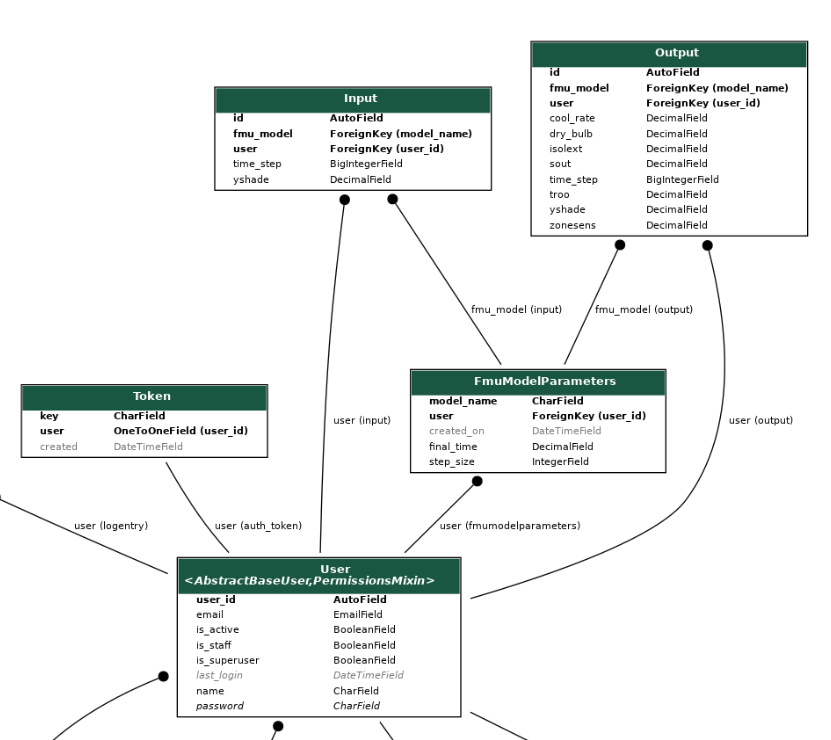 Output
id AutoField
fmu_model ForeignKey (model_name)
user ForeignKey (user_id)
cool_rate DecimalField
dry_bulb DecimalField
isolext DecimalField
sout DecimalField
time_step BigIntegerField
troo DecimalField
yshade DecimalField
zonesens DecimalField
Input
id AutoField
fmu_model ForeignKey (model_name)
user ForeignKey (user_id)
time_step BigIntegerField
yshade DecimalField
fmu_model (input)
fmu_model (output)
Token
key CharField
user OneToOneField (user_id)
created DateTimeField
user (input)
FmuModelParameters
model_name CharField
user ForeignKey (user_id)
created_on DateTimeField
final_time DecimalField
step_size IntegerField
user (output)
user (logentry)
user (auth_token)
user (fmumodelparameters)
User
<AbstractBaseUser,PermissionsMixin>
user_id AutoField
email EmailField
is_active BooleanField
is_staff BooleanField
is_superuser BooleanField
last_login DateTimeField
name CharField
password CharField